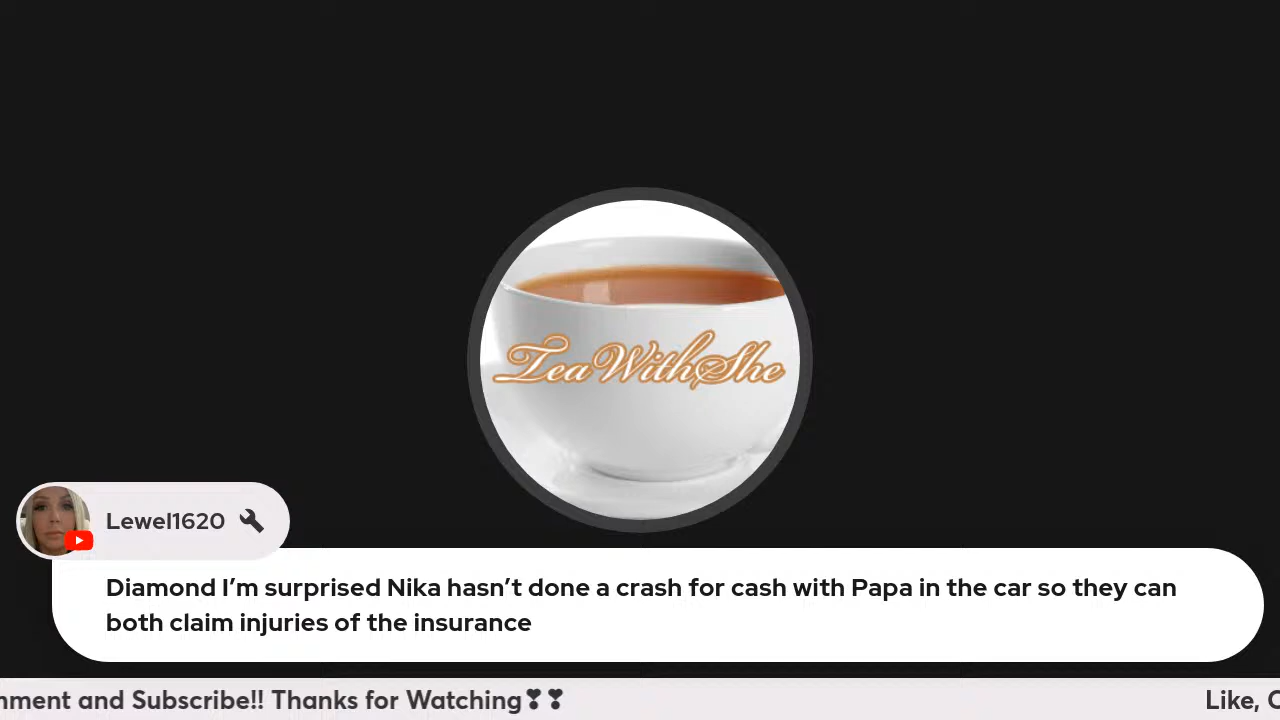 TeaWithShe
Lewel1620
Diamond I’m surprised Nika hasn’t done a crash for cash with Papa in the car so they can
both claim injuries of the insurance
nment and Subscribe!! Thanks for Watching❣❣ Like, C